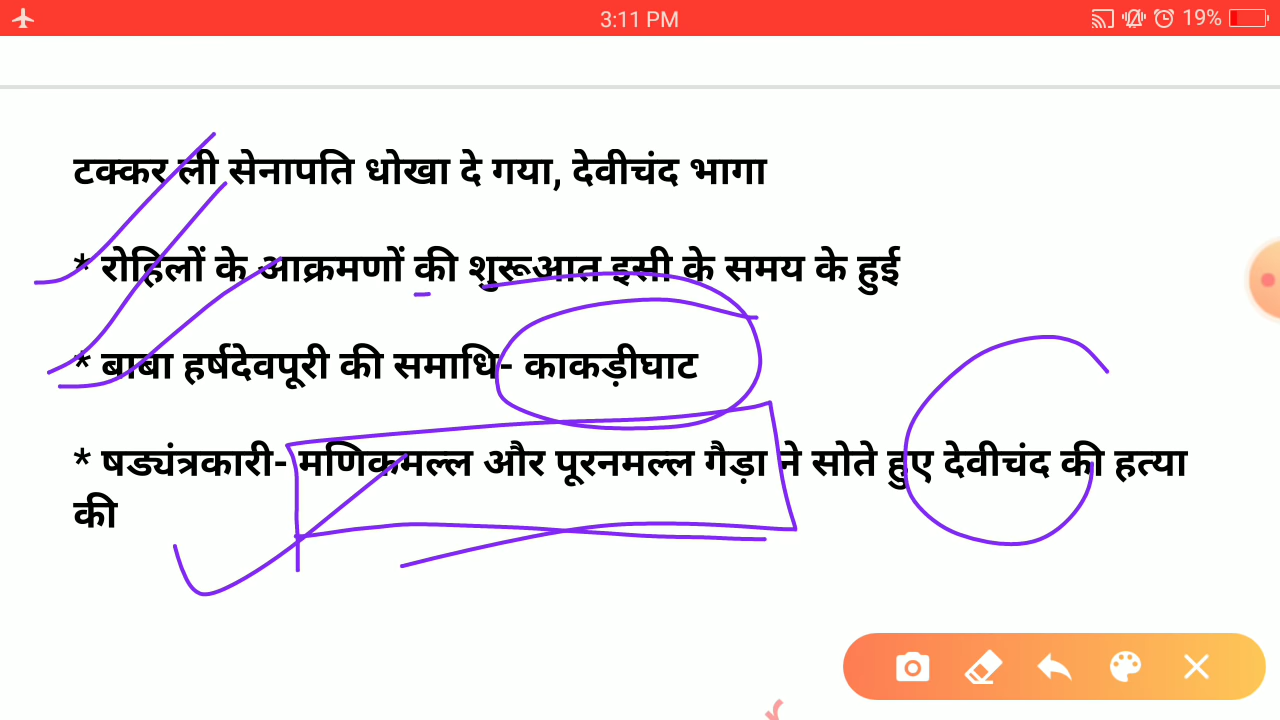 3:11 PM
19%
टक्कर ली सेनापति धोखा दे गया, देवीचंद भागा
* रोहिलों के आक्रमणों की शुरूआत इसी के समय के हुई
* बाबा हर्षदेवपूरी की समाधि- काकड़ीघाट
* षड्यंत्रकारी- मणिकमल्ल और पूरनमल्ल गैड़ा ने सोते हुए देवीचंद की हत्या
की